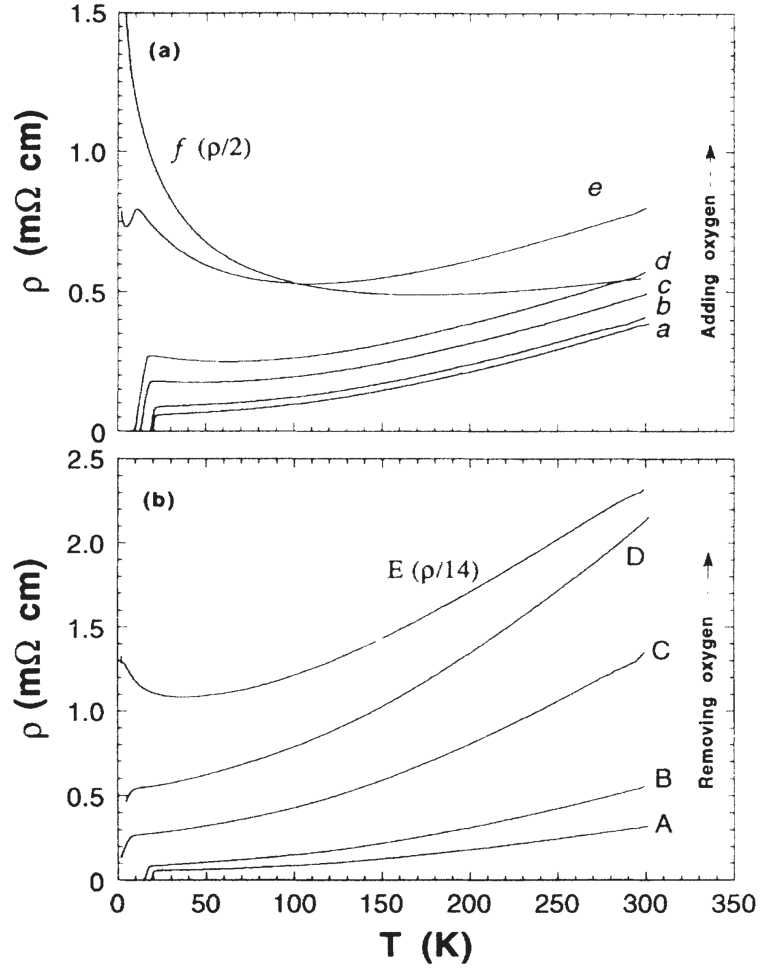 1.5
(a)
1.0
f (ρ/2)
e
0.5
d
c
b
a
0
ρ (mΩ cm)
Adding oxygen
2.5
(b)
2.0
E (ρ/14)
D
1.5
C
1.0
B
0.5
A
0
ρ (mΩ cm)
Removing oxygen
0 50 100 150 200 250 300 350
T (K)